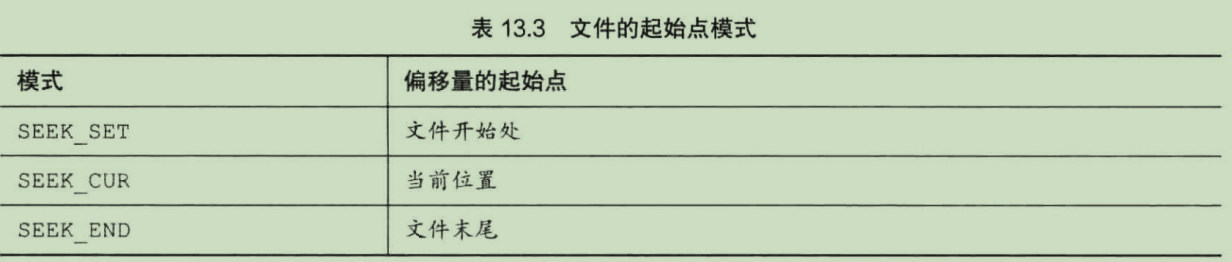 表 13.3 文件的起始点模式
模式 偏移量的起始点
SEEK_SET 文件开始处
SEEK_CUR 当前位置
SEEK_END 文件末尾